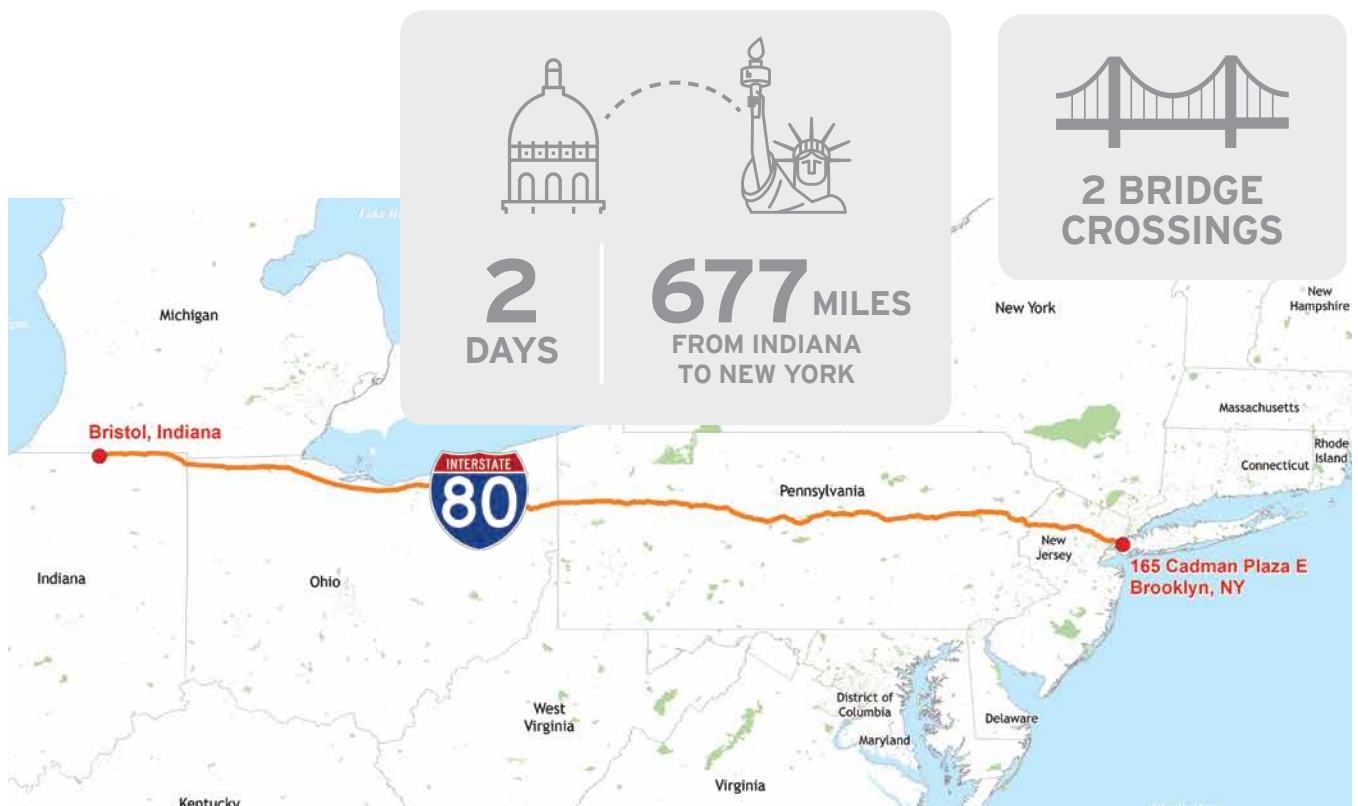 2
DAYS
677 MILES
FROM INDIANA
TO NEW YORK
2 BRIDGE
CROSSINGS
Michigan
New York
New
Hampshire
Bristol, Indiana
Massachusetts
Rhode
Island
Connecticut
INTERSTATE
80
Pennsylvania
New
Jersey
165 Cadman Plaza E
Brooklyn, NY
Indiana
Ohio
West
Virginia
District of
Columbia
Maryland
Delaware
Virginia
Kentucky